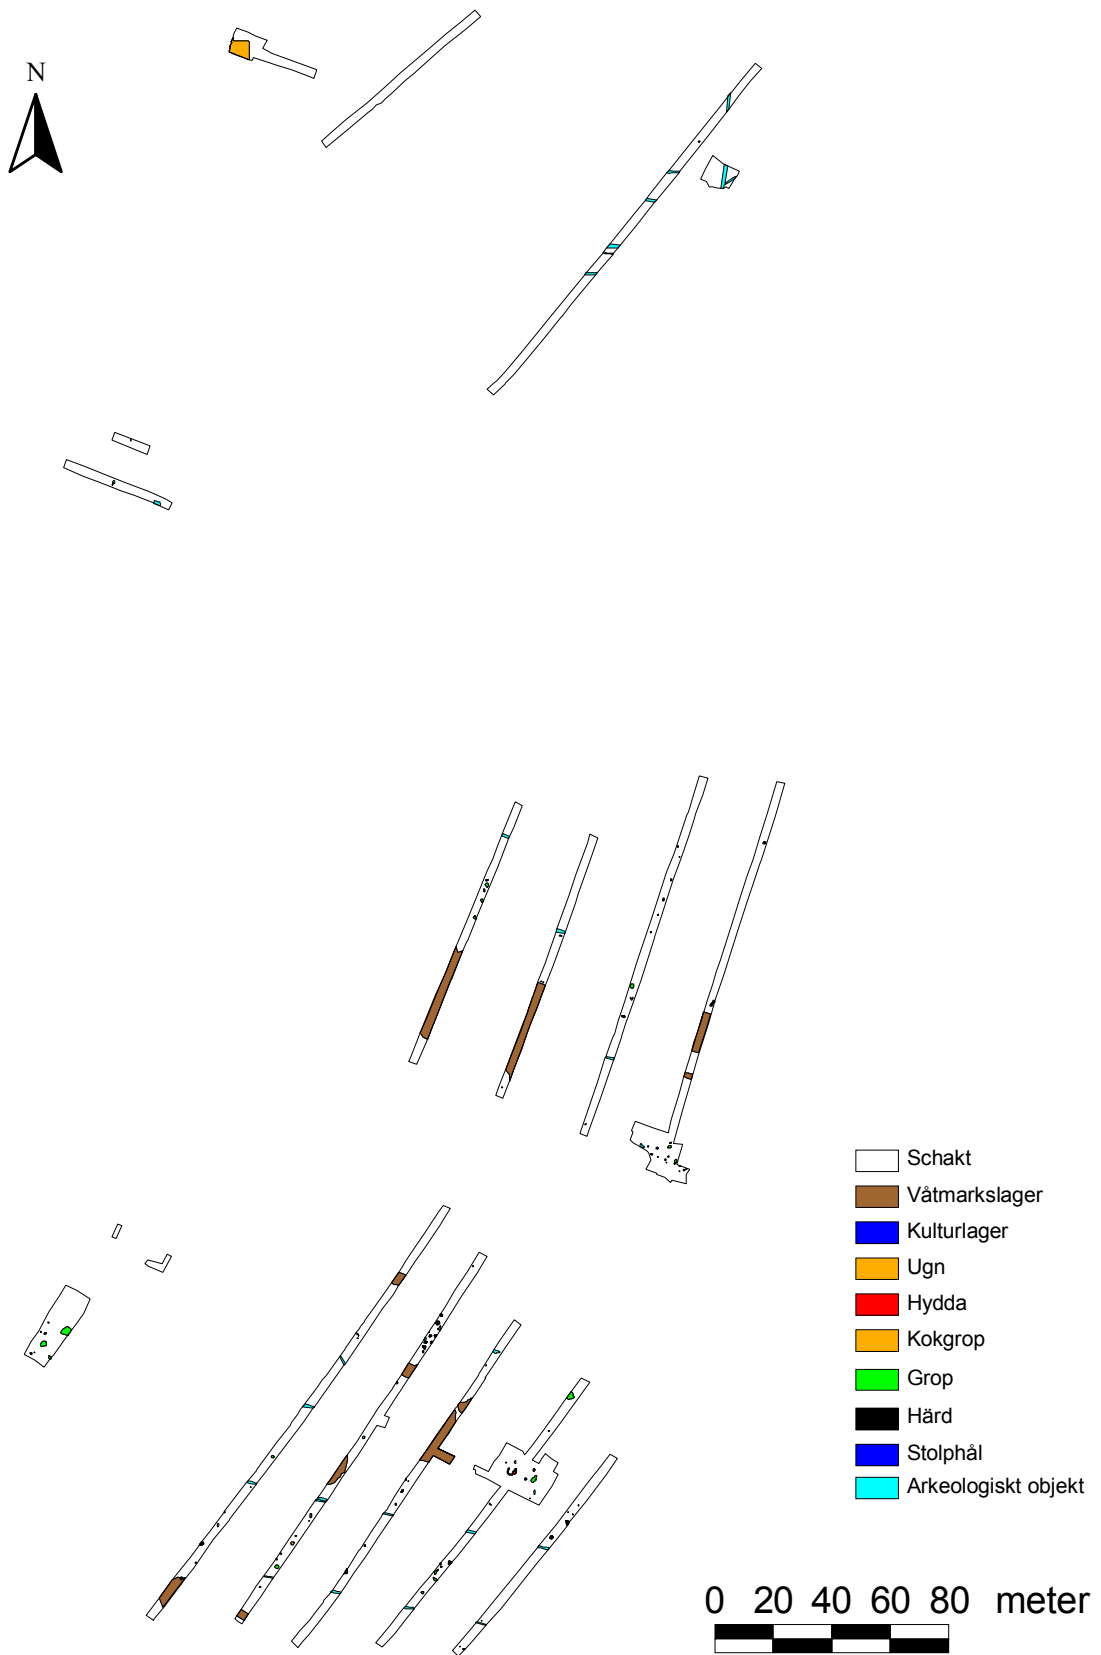 N
Schakt
Våtmarkslager
Kulturlager
Ugn
Hydda
Kokgrop
Grop
Härd
Stolphål
Arkeologiskt objekt
0 20 40 60 80 meter